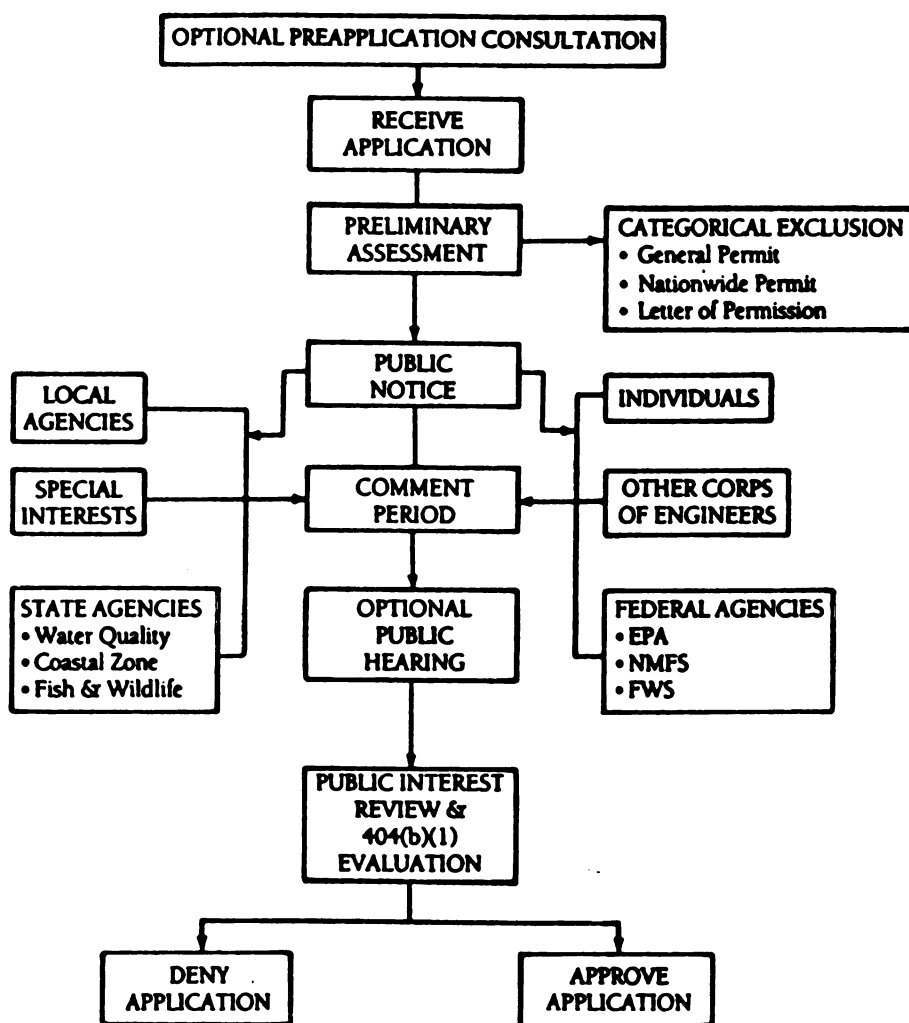 OPTIONAL PREAPPLICATION CONSULTATION
RECEIVE
APPLICATION
PRELIMINARY
ASSESSMENT
CATEGORICAL EXCLUSION
• General Permit
• Nationwide Permit
• Letter of Permission
PUBLIC
NOTICE
LOCAL
AGENCIES
INDIVIDUALS
SPECIAL
INTERESTS
COMMENT
PERIOD
OTHER CORPS
OF ENGINEERS
STATE AGENCIES
• Water Quality
• Coastal Zone
• Fish & Wildlife
OPTIONAL
PUBLIC
HEARING
FEDERAL AGENCIES
• EPA
• NMFS
• FWS
PUBLIC INTEREST
REVIEW &
404(b)(1)
EVALUATION
DENY
APPLICATION
APPROVE
APPLICATION